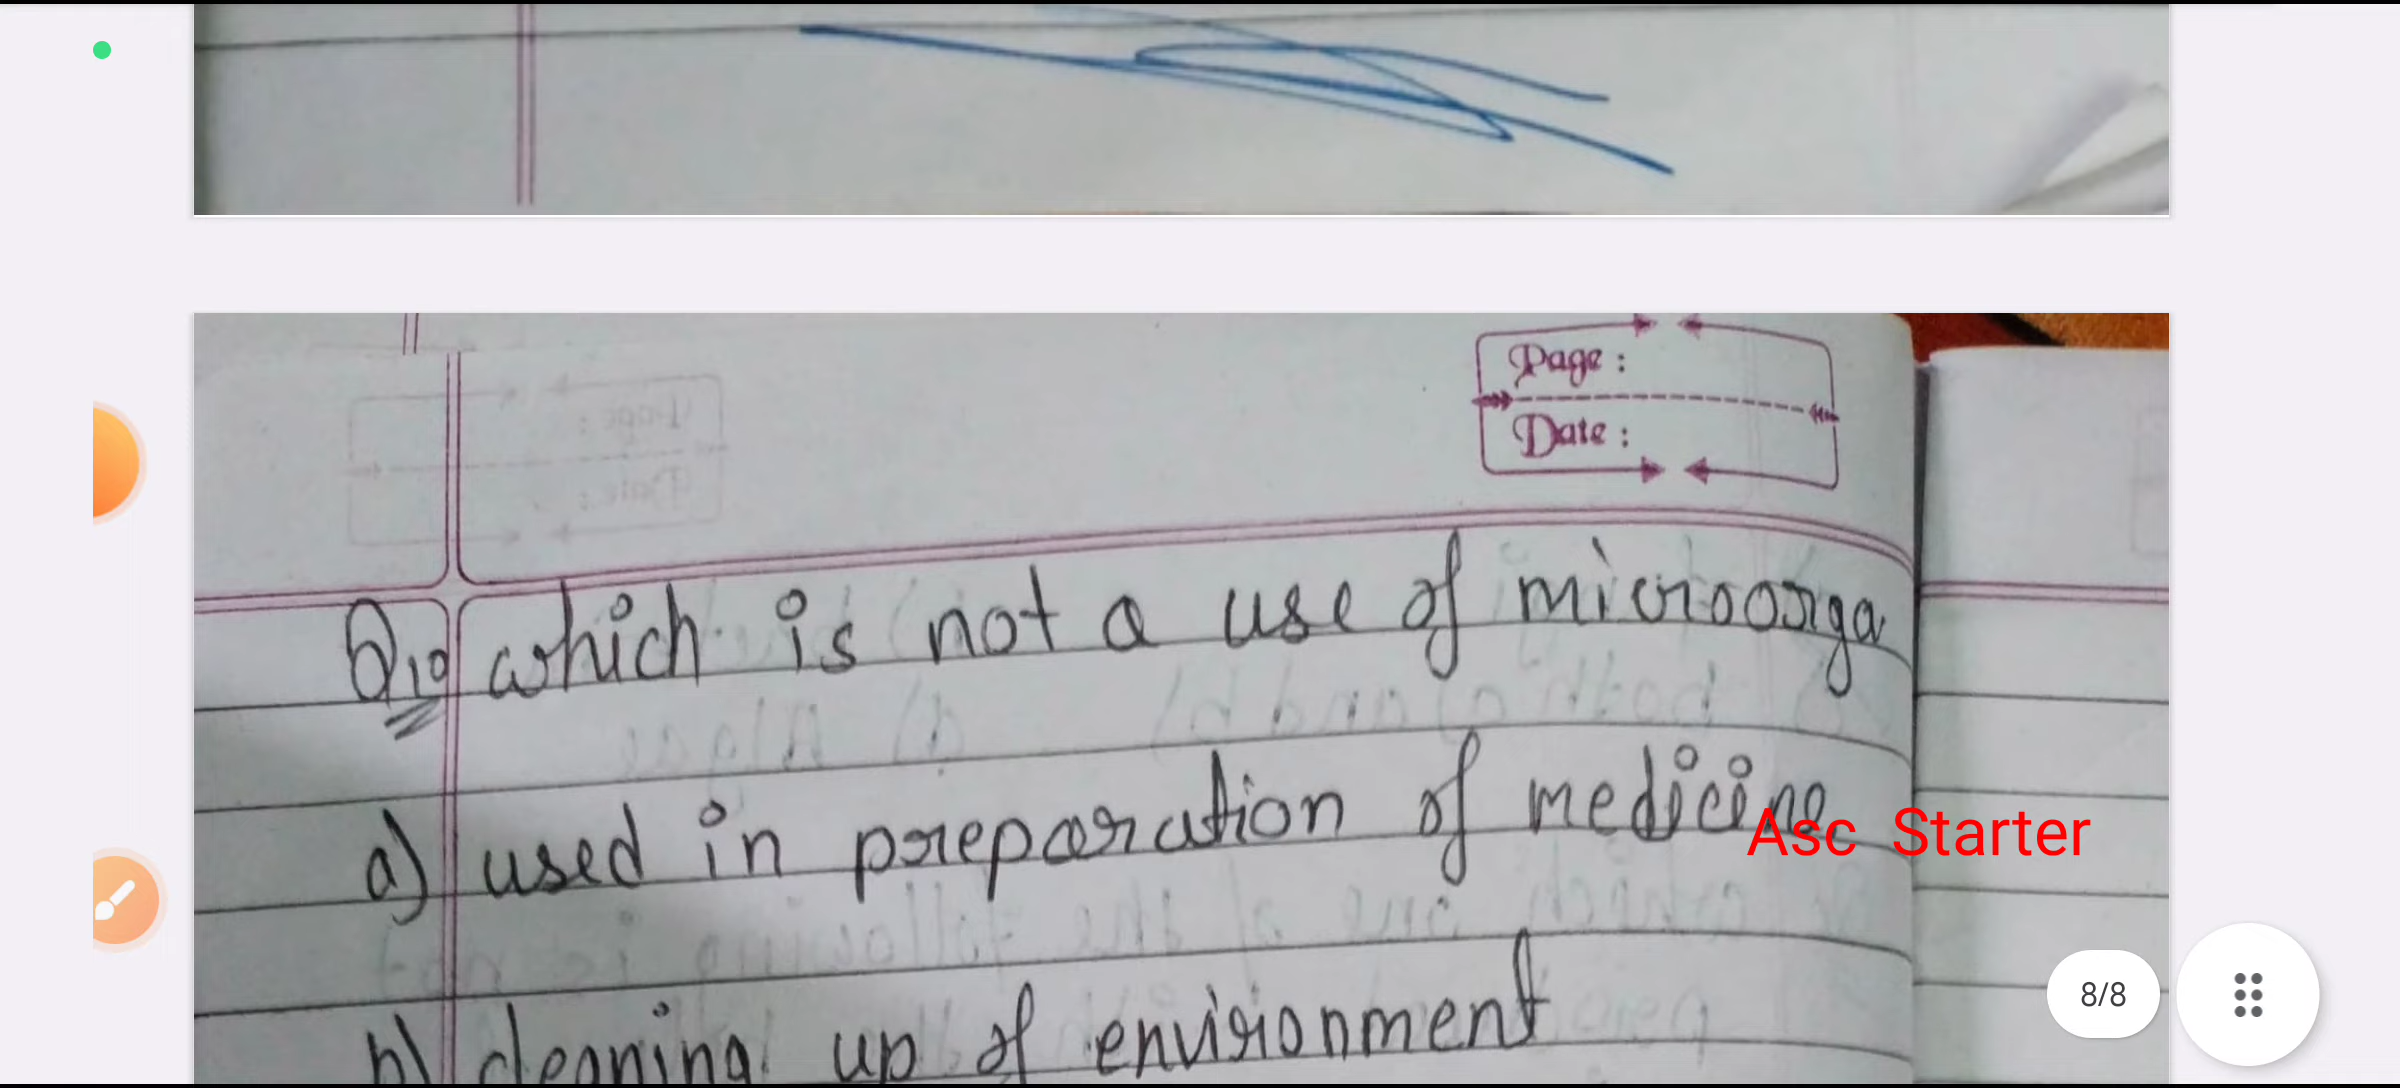 Page :
Date :
Q19 which is not a use of microorga
a) used in preparation of medicine
Asc Starter
b) cleaning up of environment
8/8